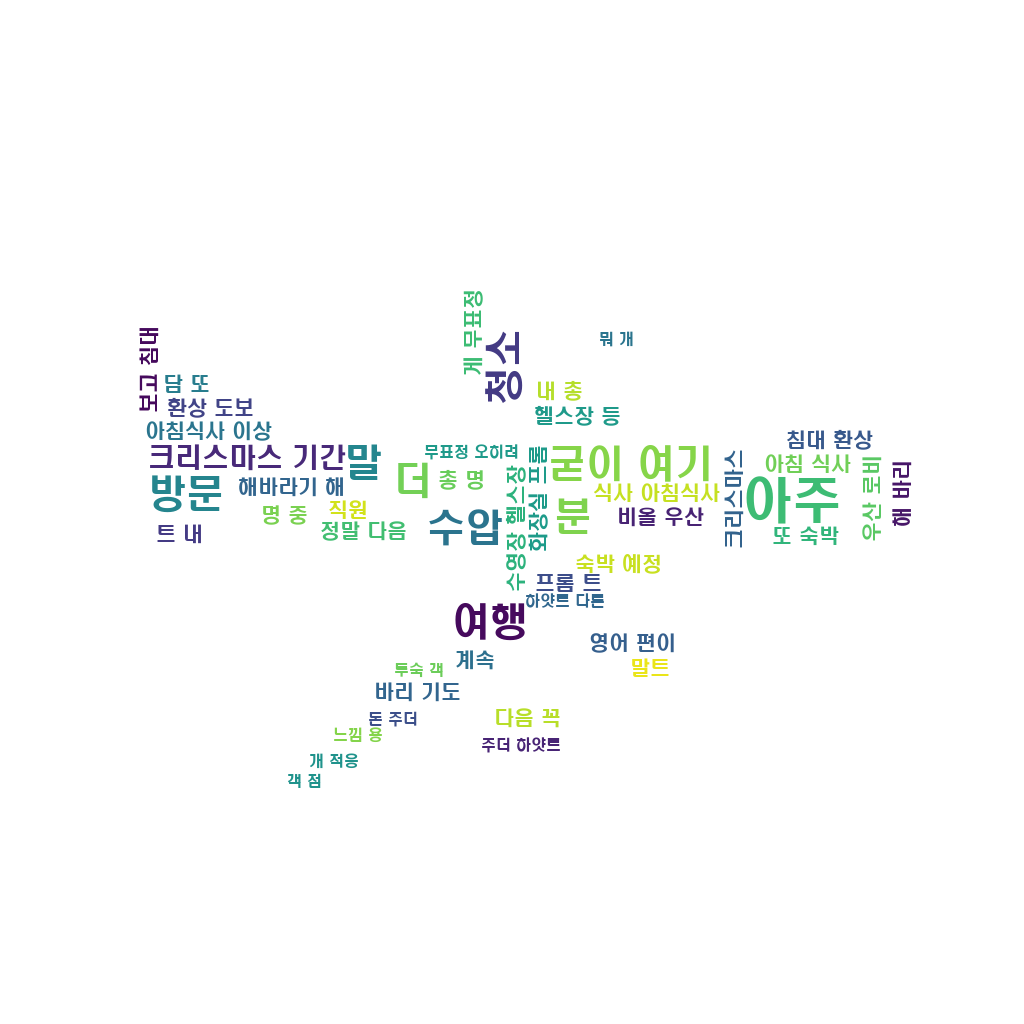 게 무표정
보고 침대
청소
뭐 개
담 또
내 총
환상 도보
헬스장 등
아침식사 이상
침대 환상
크리스마스 기간
말
무표정 오히려
화장실 프롬
굳이 여기
크리스마스
아침 식사
우산 로비
해 바리
방문
해바라기 해
더
총 명
수영장 헬스장
식사 아침식사
아주
명 중
직원
수압
분
비올 우산
트 내
정말 다음
또 숙박
숙박 예정
프롬 트
하얏트 다른
여행
영어 편이
계속
투숙 객
말트
바리 기도
돈 주더
다음 꼭
느낌 용
주더 하얏트
개 적응
객 점